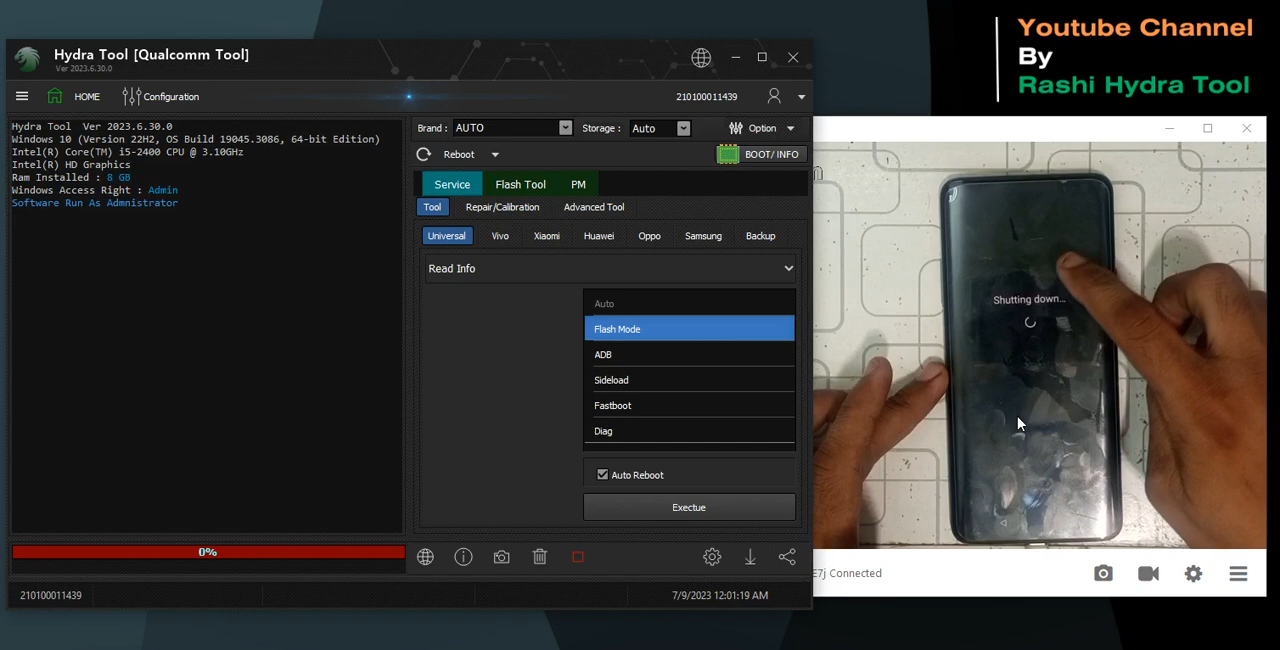 Hydra Tool [Qualcomm Tool]
Ver 2023.6.30.0
HOME
Configuration
210100011439
Hydra Tool Ver 2023.6.30.0
Windows 10 (Version 22H2, OS Build 19045.3086, 64-bit Edition)
Intel(R) Core(TM) i5-2400 CPU @ 3.10GHz
Intel(R) HD Graphics
Ram Installed : 8 GB
Windows Access Right : Admin
Software Run As Admnistrator
0%
Brand : AUTO Storage : Auto Option
Reboot BOOT/ INFO
Service Flash Tool PM
Tool Repair/Calibration Advanced Tool
Universal Vivo Xiaomi Huawei Oppo Samsung Backup
Read Info
Auto
Flash Mode
ADB
Sideload
Fastboot
Diag
Auto Reboot
Exectue
210100011439
7/9/2023 12:01:19 AM
Youtube Channel
By
Rashi Hydra Tool
Shutting down...
E7j Connected